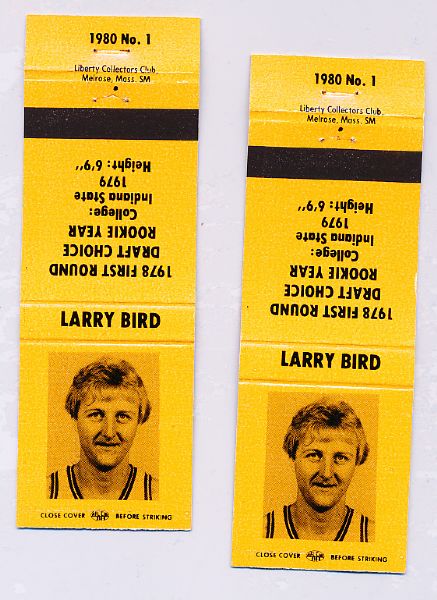 1980 No. 1
Liberty Collectors Club
Melrose, Mass. SM
1978 FIRST ROUND
DRAFT CHOICE
ROOKIE YEAR
College:
Indiana State
1979
Height: 6'9''
LARRY BIRD
CLOSE COVER BEFORE STRIKING
1980 No. 1
Liberty Collectors Club
Melrose, Mass. SM
1978 FIRST ROUND
DRAFT CHOICE
ROOKIE YEAR
College:
Indiana State
1979
Height: 6'9''
LARRY BIRD
CLOSE COVER BEFORE STRIKING